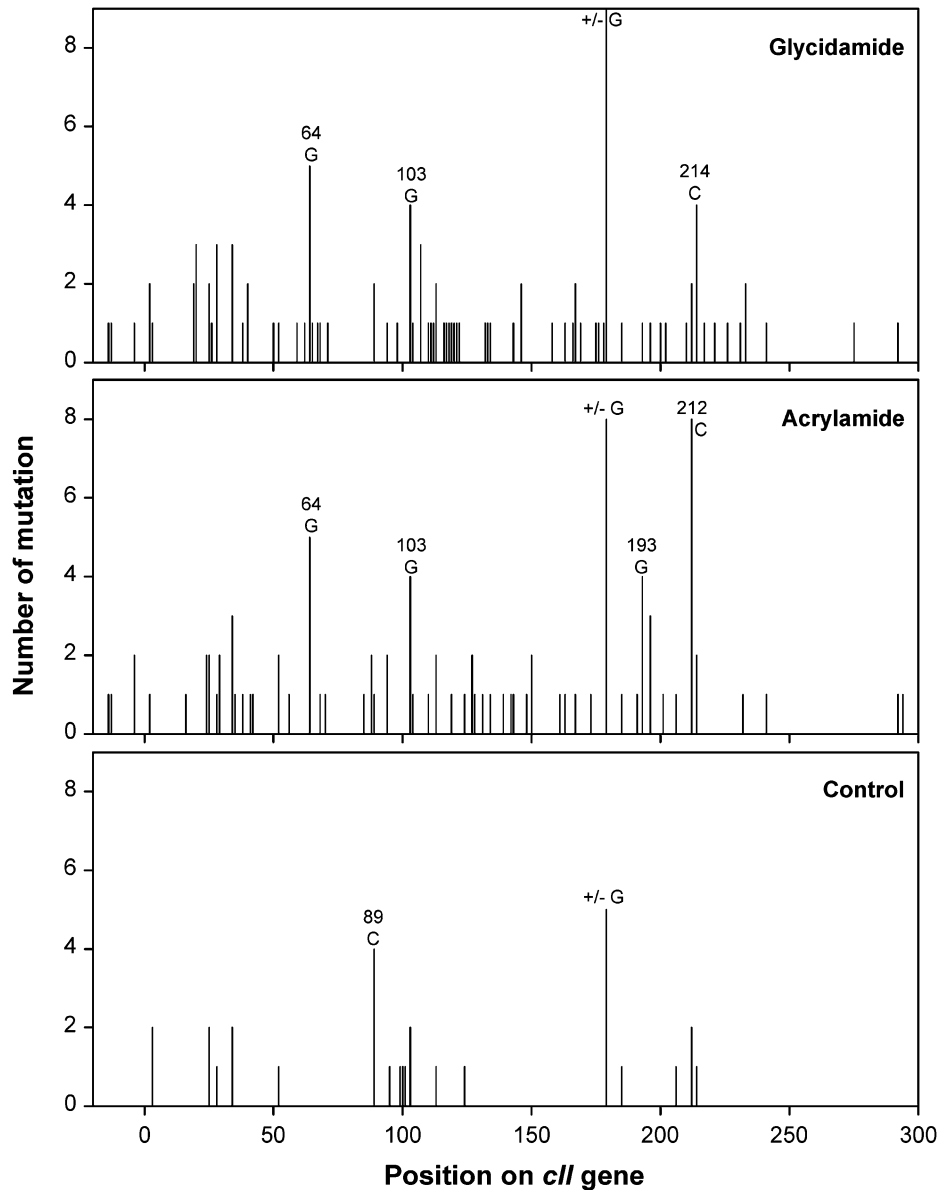 +/- G
8
Glycidamide
6
64
G
103
G
214
C
4
2
0
+/- G
212
C
8
Acrylamide
6
64
G
103
G
193
G
4
2
0
8
Control
6
+/- G
89
C
4
2
0
0 50 100 150 200 250 300
Number of mutation
Position on cII gene